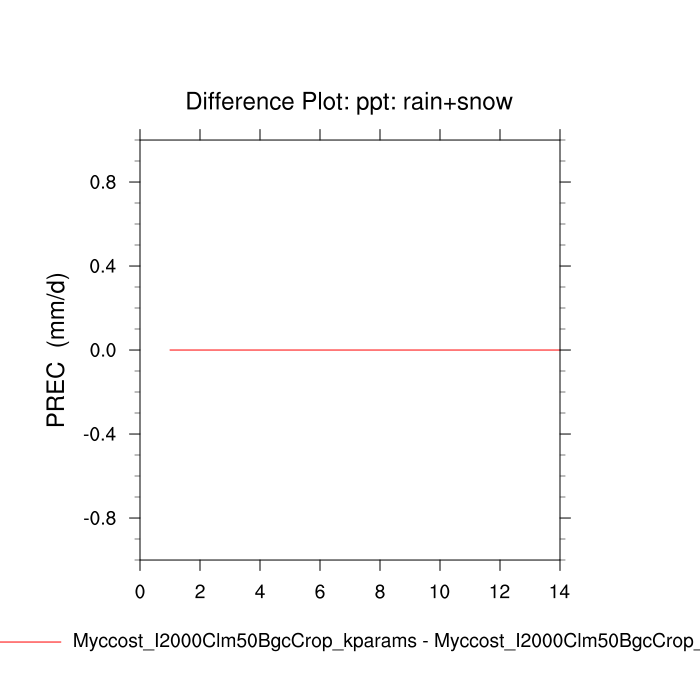 Difference Plot: ppt: rain+snow
PREC (mm/d)
0.8
0.4
0.0
-0.4
-0.8
0 2 4 6 8 10 12 14
Myccost_I2000Clm50BgcCrop_kparams - Myccost_I2000Clm50BgcCrop_